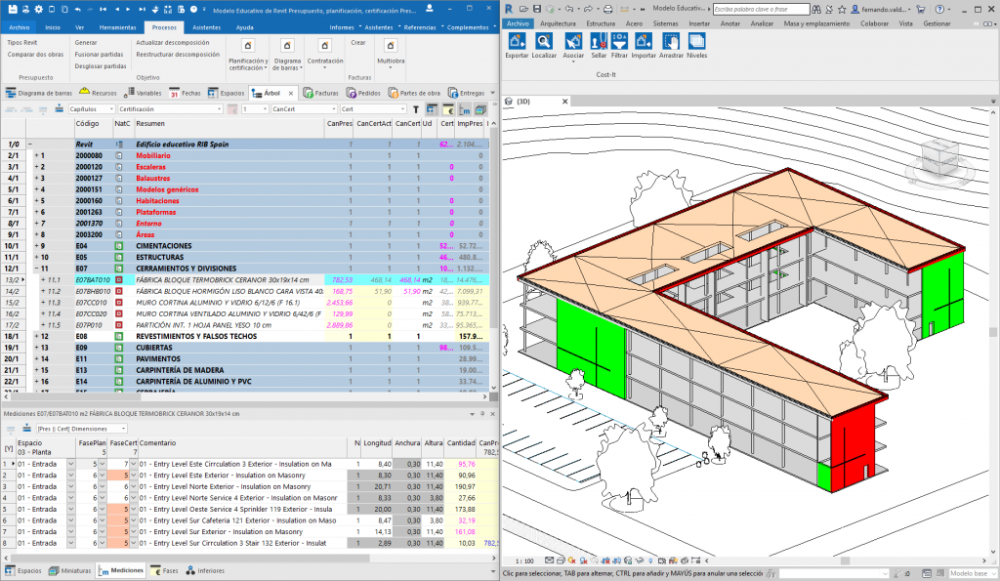 Modelo Educativo de Revit Presupuesto, planificación, certificación Pres...
Archivo Inicio Ver Herramientas Procesos Asistentes Ayuda Informes Asistentes Referencias Complementos
Tipos Revit
Comparar dos obras
Presupuesto
Generar
Fusionar partidas
Desglosar partidas
Actualizar descomposición
Reestructurar descomposición
Objetivo
Planificación y certificación
Diagrama de barras
Contratación
Crear
Facturas
Multiobra
Diagrama de barras Recursos Variables Fechas Espacios Árbol Facturas Pedidos Partes de obra Entregas
Capítulos Certificación 1 CanCert Cert
Código NatC Resumen CanPres CanCertAct CanCert Ud Cert ImpPres
1/0 Revit Edificio educativo RIB Spain 1 1 1 62... 2.104....
2/1 + 1 2000080 Mobiliario 1 1 1 0
3/1 + 2 2000120 Escaleras 1 1 1 0 0
4/1 + 3 2000127 Balaustres 1 1 1 0 0
5/1 + 4 2000151 Modelos genéricos 1 1 1 0
6/1 + 5 2000160 Habitaciones 1 1 1 0 0
7/1 + 6 2001263 Plataformas 1 1 1 0 0
8/1 + 7 2001370 Entorno 1 1 1 0
9/1 + 8 2003200 Áreas 1 1 1 0 0
10/1 + 9 E04 CIMENTACIONES 1 1 1 52... 52.72...
11/1 + 10 E05 ESTRUCTURAS 1 1 1 46... 480.8...
12/1 − 11 E07 CERRAMIENTOS Y DIVISIONES 1 1 1 10... 1.132....
13/2 + 11.1 E07BAT010 FÁBRICA BLOQUE TERMOBRICK CERANOR 30x19x14 cm 782,53 468,14 468,14 m2 18,... 14.476,...
14/2 + 11.2 E07BHB010 FÁBRICA BLOQUE HORMIGÓN LISO BLANCO CARA VISTA 40: 168,75 51,90 51,90 m2 42,... 7.099,31
15/2 + 11.3 E07CC010 MURO CORTINA ALUMINIO Y VIDRIO 6/12/6 (F 16.1) 2.453,66 0 m2 38... 939.77...
16/2 + 11.4 E07CC020 MURO CORTINA VENTILADO ALUMINIO Y VIDRIO 6/42/6 (F 129,99 0 m2 58... 75.713,...
17/2 + 11.5 E07P010 PARTICIÓN INT. 1 HOJA PANEL YESO 10 cm 2.889,86 0 m2 33,... 95.365,...
18/1 + 12 E08 REVESTIMIENTOS Y FALSOS TECHOS 1 1 1 157.9...
19/1 + 13 E09 CUBIERTAS 1 1 1 98... 109.5...
20/1 + 14 E11 PAVIMENTOS 1 1 1 28.99...
21/1 + 15 E13 CARPINTERÍA DE MADERA 1 1 1 19.00...
22/1 + 16 E14 CARPINTERÍA DE ALUMINIO Y PVC 1 1 1 33.74...
Mediciones E07/E07BAT010 m2 FÁBRICA BLOQUE TERMOBRICK CERANOR 30x19x14 cm
[Pres | Cert] Dimensiones
[Y] Espacio FasePlan FaseCert Comentario N Longitud Anchura Altura Cantidad CanPre
03 - Planta 5 7 782,5
1 01 - Entrada 5 7 01 - Entry Level Este Circculation 3 Exterior - Insulation on Ma 1 8,40 0,30 11,40 95,76
2 01 - Entrada 6 5 01 - Entry Level Este Exterior - Insulation on Masonry 1 8,30 0,30 11,40 90,96
3 01 - Entrada 6 6 01 - Entry Level Norte Exterior - Insulation on Masonry 1 20,71 0,30 11,40 190,97
4 01 - Entrada 6 6 01 - Entry Level Norte Service 4 Exterior - Insulation on Masonr 1 8,33 0,30 3,80 27,66
5 01 - Entrada 6 5 01 - Entry Level Oeste Service 4 Sprinkler 119 Exterior - Insula 1 20,00 0,30 11,40 173,88
6 01 - Entrada 6 5 01 - Entry Level Sur Cafeteria 121 Exterior - Insulation on Maso 1 8,47 0,30 3,80 32,19
7 01 - Entrada 6 5 01 - Entry Level Sur Exterior - Insulation on Masonry 1 14,13 0,30 11,40 161,08
8 01 - Entrada 6 5 01 - Entry Level Sur Cirrculation 3 Stair 132 Exterior - Insulat 1 2,89 0,30 11,40 10,03 782,5
Espacios Miniaturas Mediciones Fases Inferiores
Modelo Educativ... Escriba palabra clave o frase fernando.vald...
Archivo Arquitectura Estructura Acero Sistemas Insertar Anotar Analizar Masa y emplazamiento Colaborar Vista Gestionar
Exportar Localizar Asociar Sellar Filtrar Importar Arrastrar Niveles
Cost-It
{3D}
1 : 100
Clic para seleccionar, TAB para alternar, CTRL para añadir y MAYÚS para anular una selecció :0 Modelo base